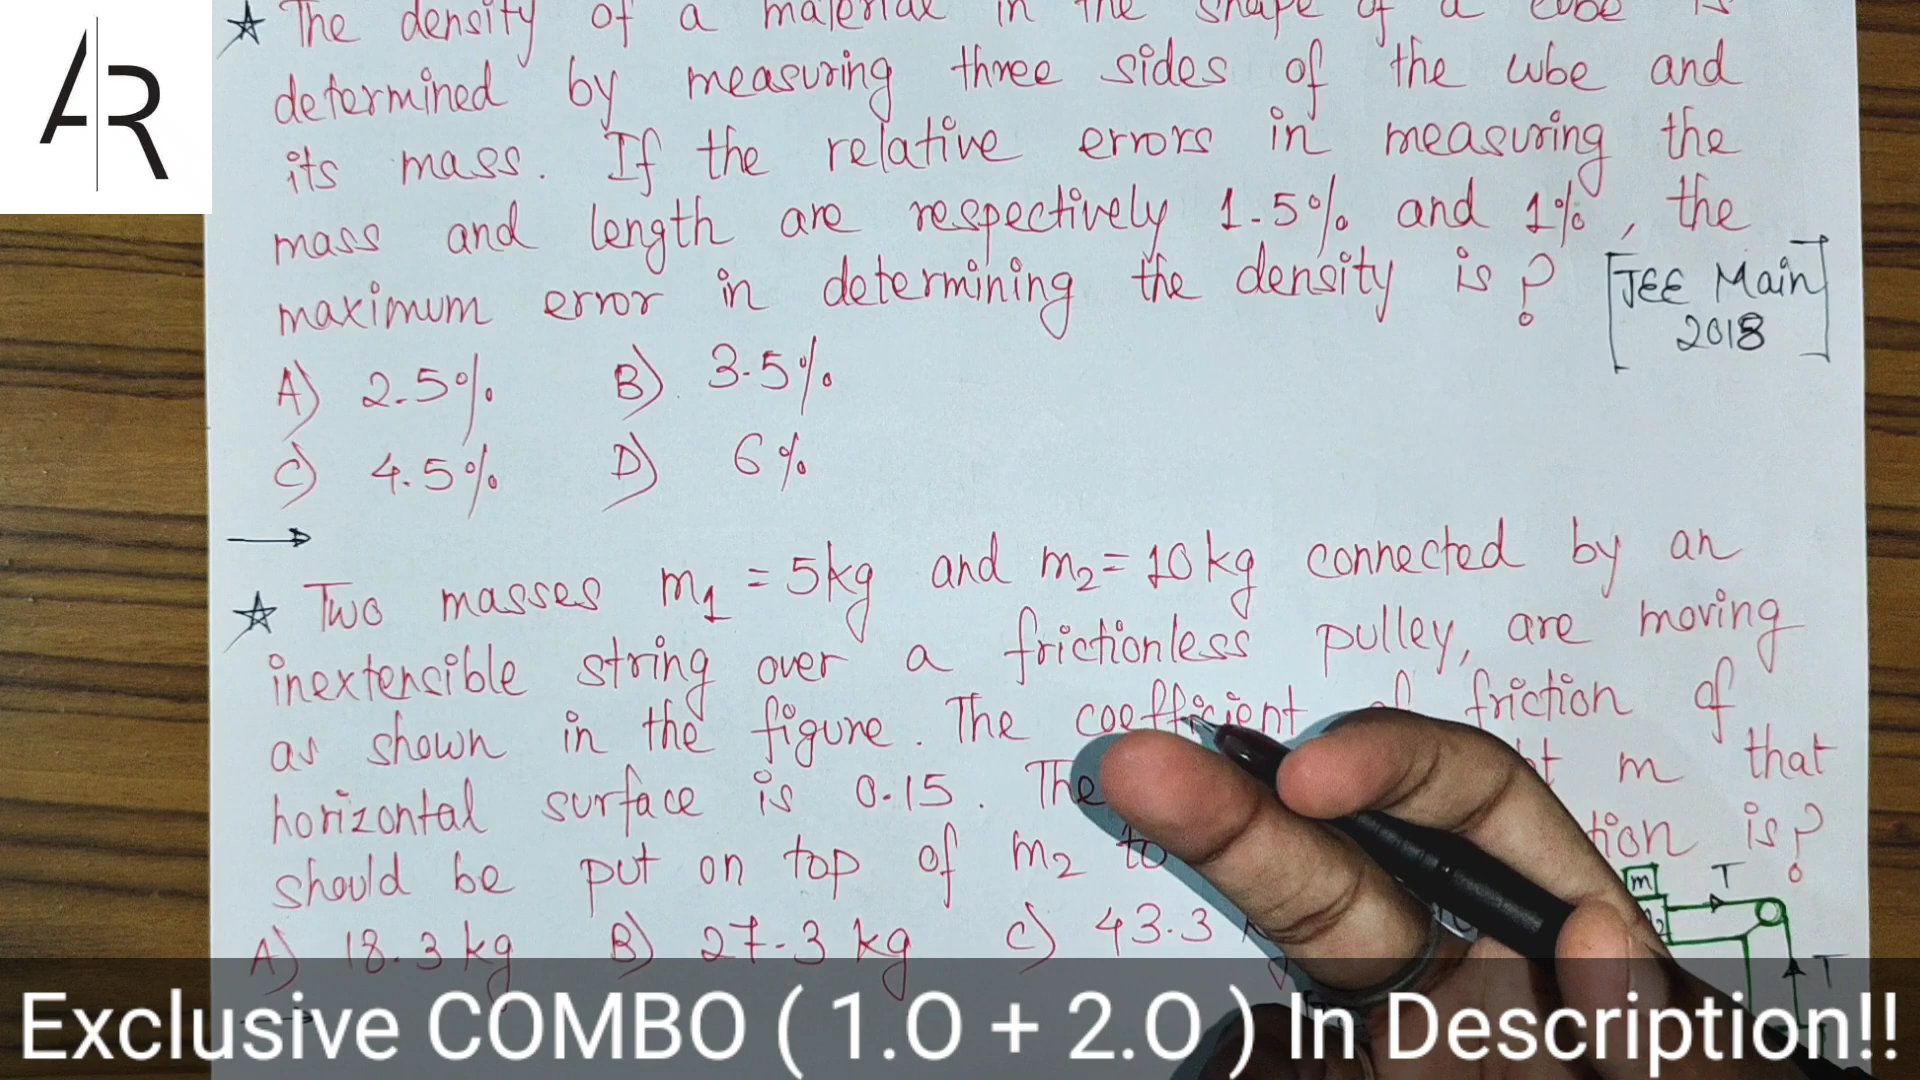 AR
☆ The density of a material in the shape of a cube is
determined by measuring three sides of the cube and
its mass. If the relative errors in measuring the
mass and length are respectively 1.5% and 1%, the
maximum error in determining the density is?
[JEE Main
2018]
A) 2.5% B) 3.5%
C) 4.5% D) 6%
→
☆ Two masses m₁ = 5kg and m₂ = 10kg connected by an
inextensible string over a frictionless pulley, are moving
as shown in the figure. The coefficient of friction of
horizontal surface is 0.15. The m that
should be put on top of m₂ to is?
A) 18.3 kg B) 27.3 kg C) 43.3
m
T
T
Exclusive COMBO ( 1.O + 2.O ) In Description!!